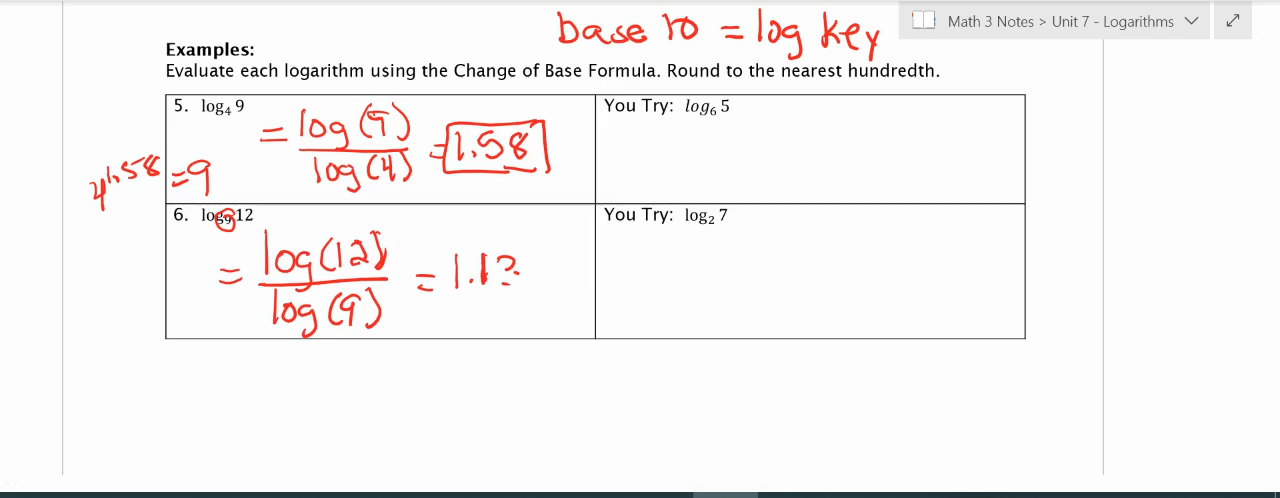 base 10 = log key
Math 3 Notes > Unit 7 - Logarithms
Examples:
Evaluate each logarithm using the Change of Base Formula. Round to the nearest hundredth.
5. log₄ 9
= log(9) / log(4) = 1.58
4^1.58 = 9
You Try: log₆ 5
6. log₉ 12
= log(12) / log(9) = 1.13
You Try: log₂ 7